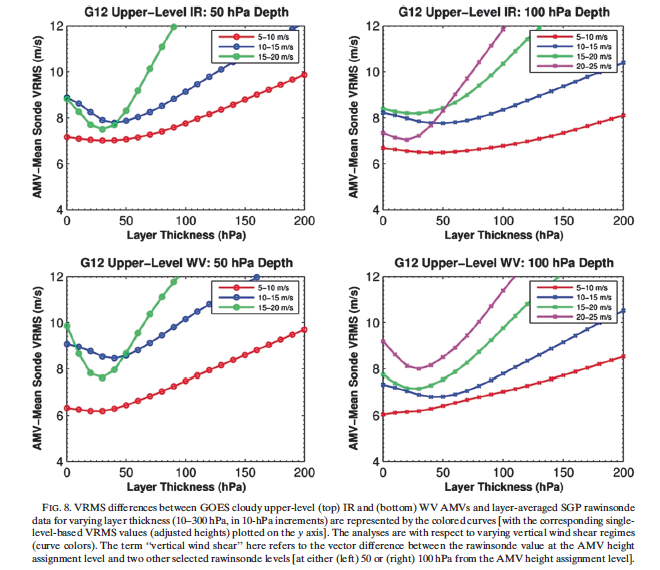 G12 Upper-Level IR: 50 hPa Depth
AMV-Mean Sonde VRMS (m/s)
12
10
8
6
4
0
50
100
150
200
Layer Thickness (hPa)
5-10 m/s
10-15 m/s
15-20 m/s
G12 Upper-Level IR: 100 hPa Depth
AMV-Mean Sonde VRMS (m/s)
12
10
8
6
4
0
50
100
150
200
Layer Thickness (hPa)
5-10 m/s
10-15 m/s
15-20 m/s
20-25 m/s
G12 Upper-Level WV: 50 hPa Depth
AMV-Mean Sonde VRMS (m/s)
12
10
8
6
4
0
50
100
150
200
Layer Thickness (hPa)
5-10 m/s
10-15 m/s
15-20 m/s
G12 Upper-Level WV: 100 hPa Depth
AMV-Mean Sonde VRMS (m/s)
12
10
8
6
4
0
50
100
150
200
Layer Thickness (hPa)
5-10 m/s
10-15 m/s
15-20 m/s
20-25 m/s
FIG. 8. VRMS differences between GOES cloudy upper-level (top) IR and (bottom) WV AMVs and layer-averaged SGP rawinsonde
data for varying layer thickness (10–300 hPa, in 10-hPa increments) are represented by the colored curves [with the corresponding single-
level-based VRMS values (adjusted heights) plotted on the y axis]. The analyses are with respect to varying vertical wind shear regimes
(curve colors). The term “vertical wind shear” here refers to the vector difference between the rawinsonde value at the AMV height
assignment level and two other selected rawinsonde levels [at either (left) 50 or (right) 100 hPa from the AMV height assignment level].